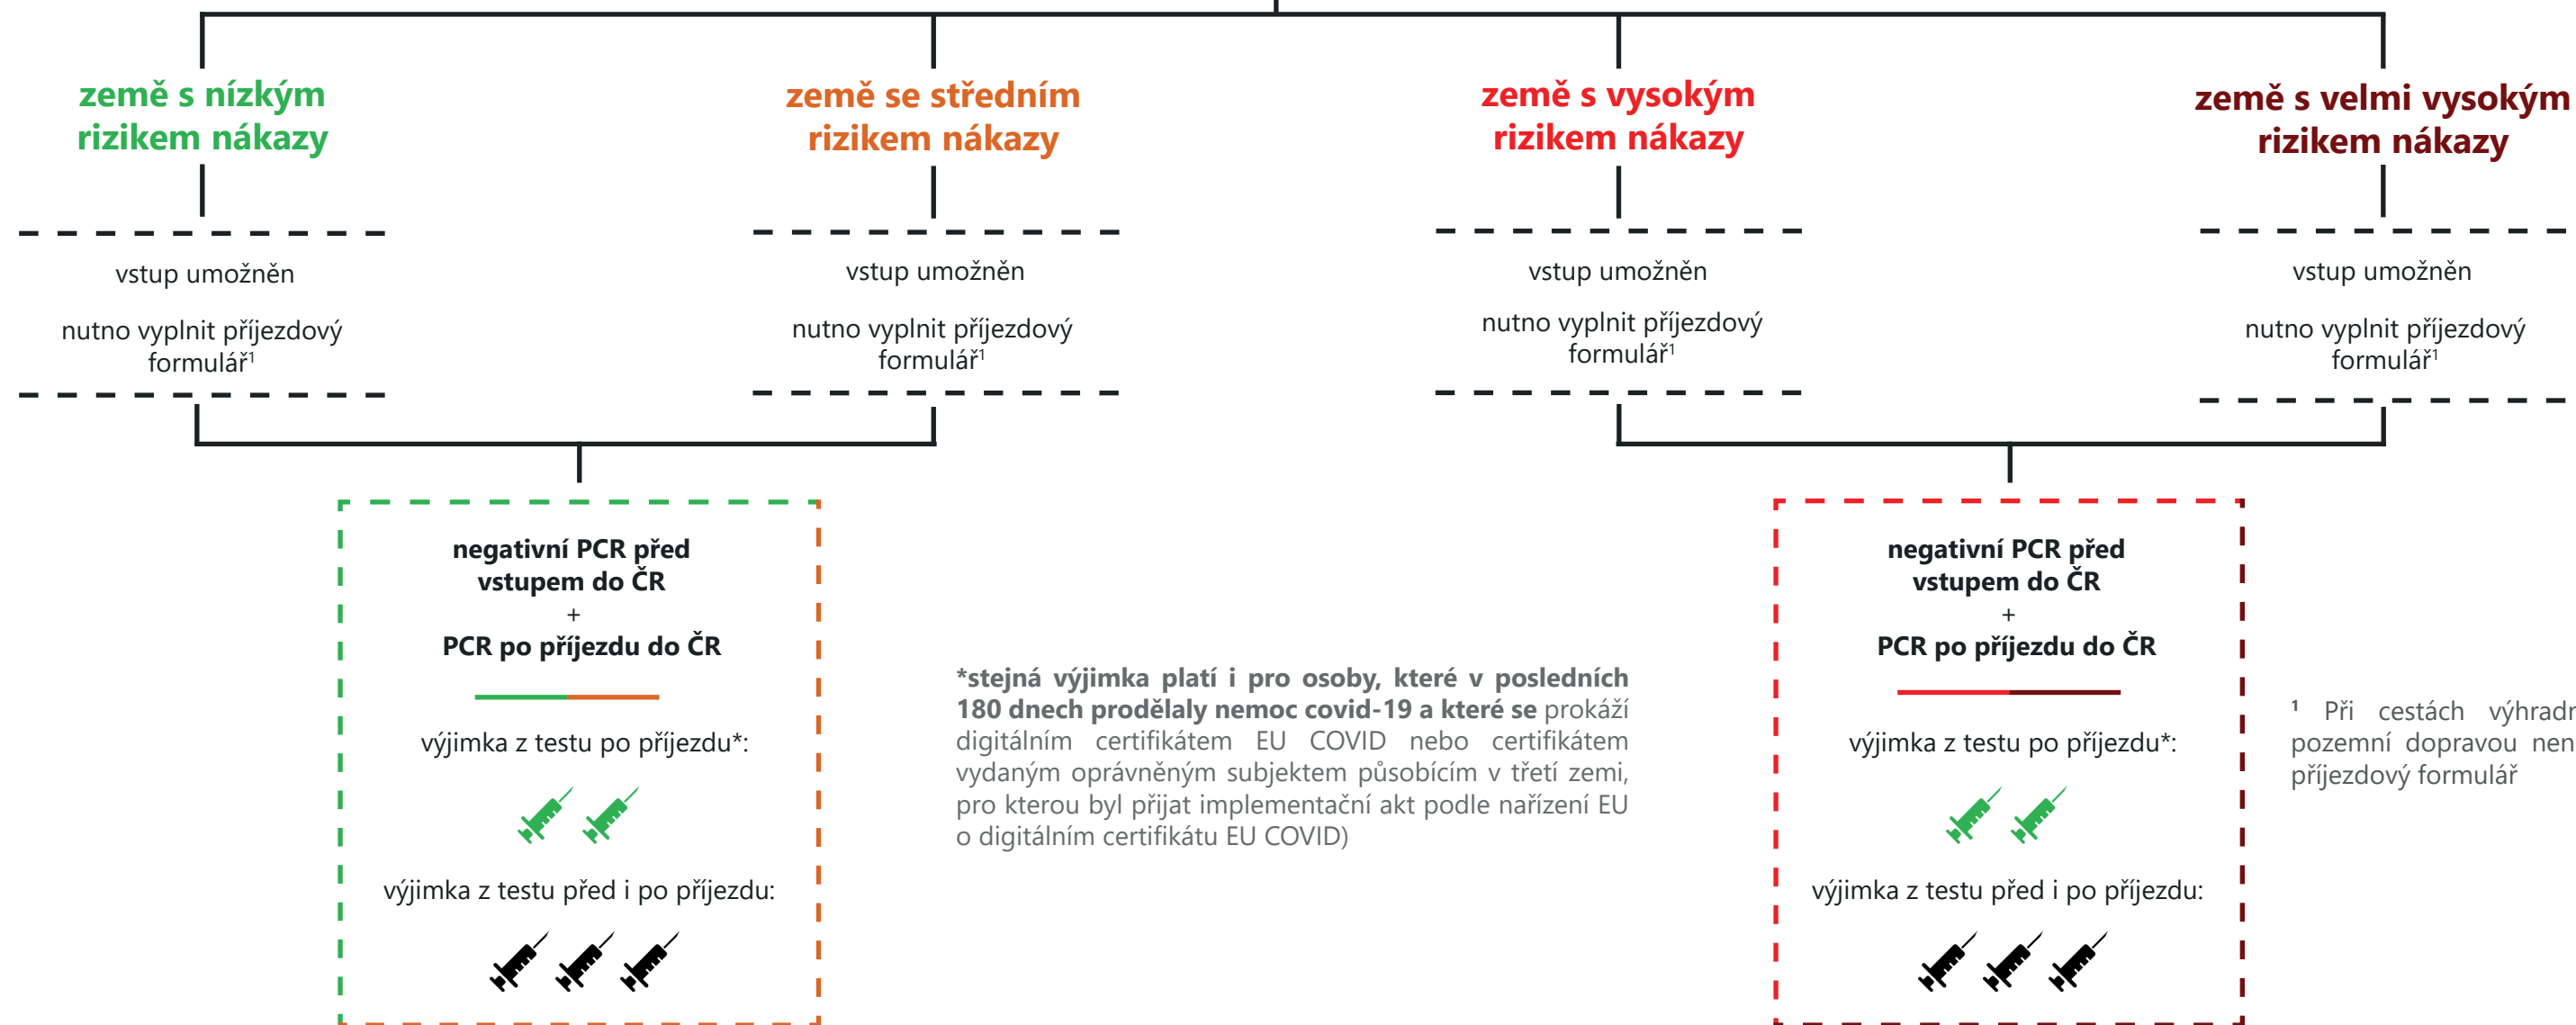 země s nízkým
rizikem nákazy
země se středním
rizikem nákazy
země s vysokým
rizikem nákazy
země s velmi vysokým
rizikem nákazy
vstup umožněn
nutno vyplnit příjezdový
formulář¹
vstup umožněn
nutno vyplnit příjezdový
formulář¹
vstup umožněn
nutno vyplnit příjezdový
formulář¹
vstup umožněn
nutno vyplnit příjezdový
formulář¹
negativní PCR před
vstupem do ČR
+
PCR po příjezdu do ČR
výjimka z testu po příjezdu*:
výjimka z testu před i po příjezdu:
*stejná výjimka platí i pro osoby, které v posledních
180 dnech prodělaly nemoc covid-19 a které se prokáží
digitálním certifikátem EU COVID nebo certifikátem
vydaným oprávněným subjektem působícím v třetí zemi,
pro kterou byl přijat implementační akt podle nařízení EU
o digitálním certifikátu EU COVID)
negativní PCR před
vstupem do ČR
+
PCR po příjezdu do ČR
výjimka z testu po příjezdu*:
výjimka z testu před i po příjezdu:
¹ Při cestách
pozemní dopravou
příjezdový formulář